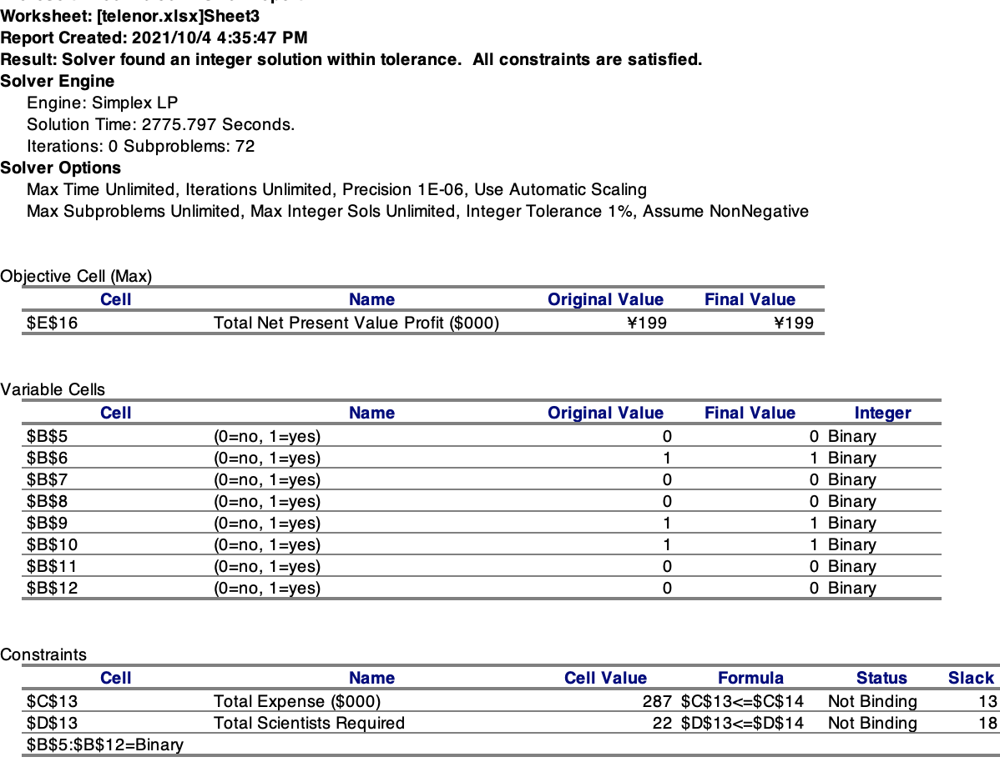 Worksheet: [telenor.xlsx]Sheet3
Report Created: 2021/10/4 4:35:47 PM
Result: Solver found an integer solution within tolerance.  All constraints are satisfied.
Solver Engine
Engine: Simplex LP
Solution Time: 2775.797 Seconds.
Iterations: 0 Subproblems: 72
Solver Options
Max Time Unlimited, Iterations Unlimited, Precision 1E-06, Use Automatic Scaling
Max Subproblems Unlimited, Max Integer Sols Unlimited, Integer Tolerance 1%, Assume NonNegative
Objective Cell (Max)
Cell Name Original Value Final Value
$E$16 Total Net Present Value Profit ($000) ¥199 ¥199
Variable Cells
Cell Name Original Value Final Value Integer
$B$5 (0=no, 1=yes) 0 0 Binary
$B$6 (0=no, 1=yes) 1 1 Binary
$B$7 (0=no, 1=yes) 0 0 Binary
$B$8 (0=no, 1=yes) 0 0 Binary
$B$9 (0=no, 1=yes) 1 1 Binary
$B$10 (0=no, 1=yes) 1 1 Binary
$B$11 (0=no, 1=yes) 0 0 Binary
$B$12 (0=no, 1=yes) 0 0 Binary
Constraints
Cell Name Cell Value Formula Status Slack
$C$13 Total Expense ($000) 287 $C$13<=$C$14 Not Binding 13
$D$13 Total Scientists Required 22 $D$13<=$D$14 Not Binding 18
$B$5:$B$12=Binary